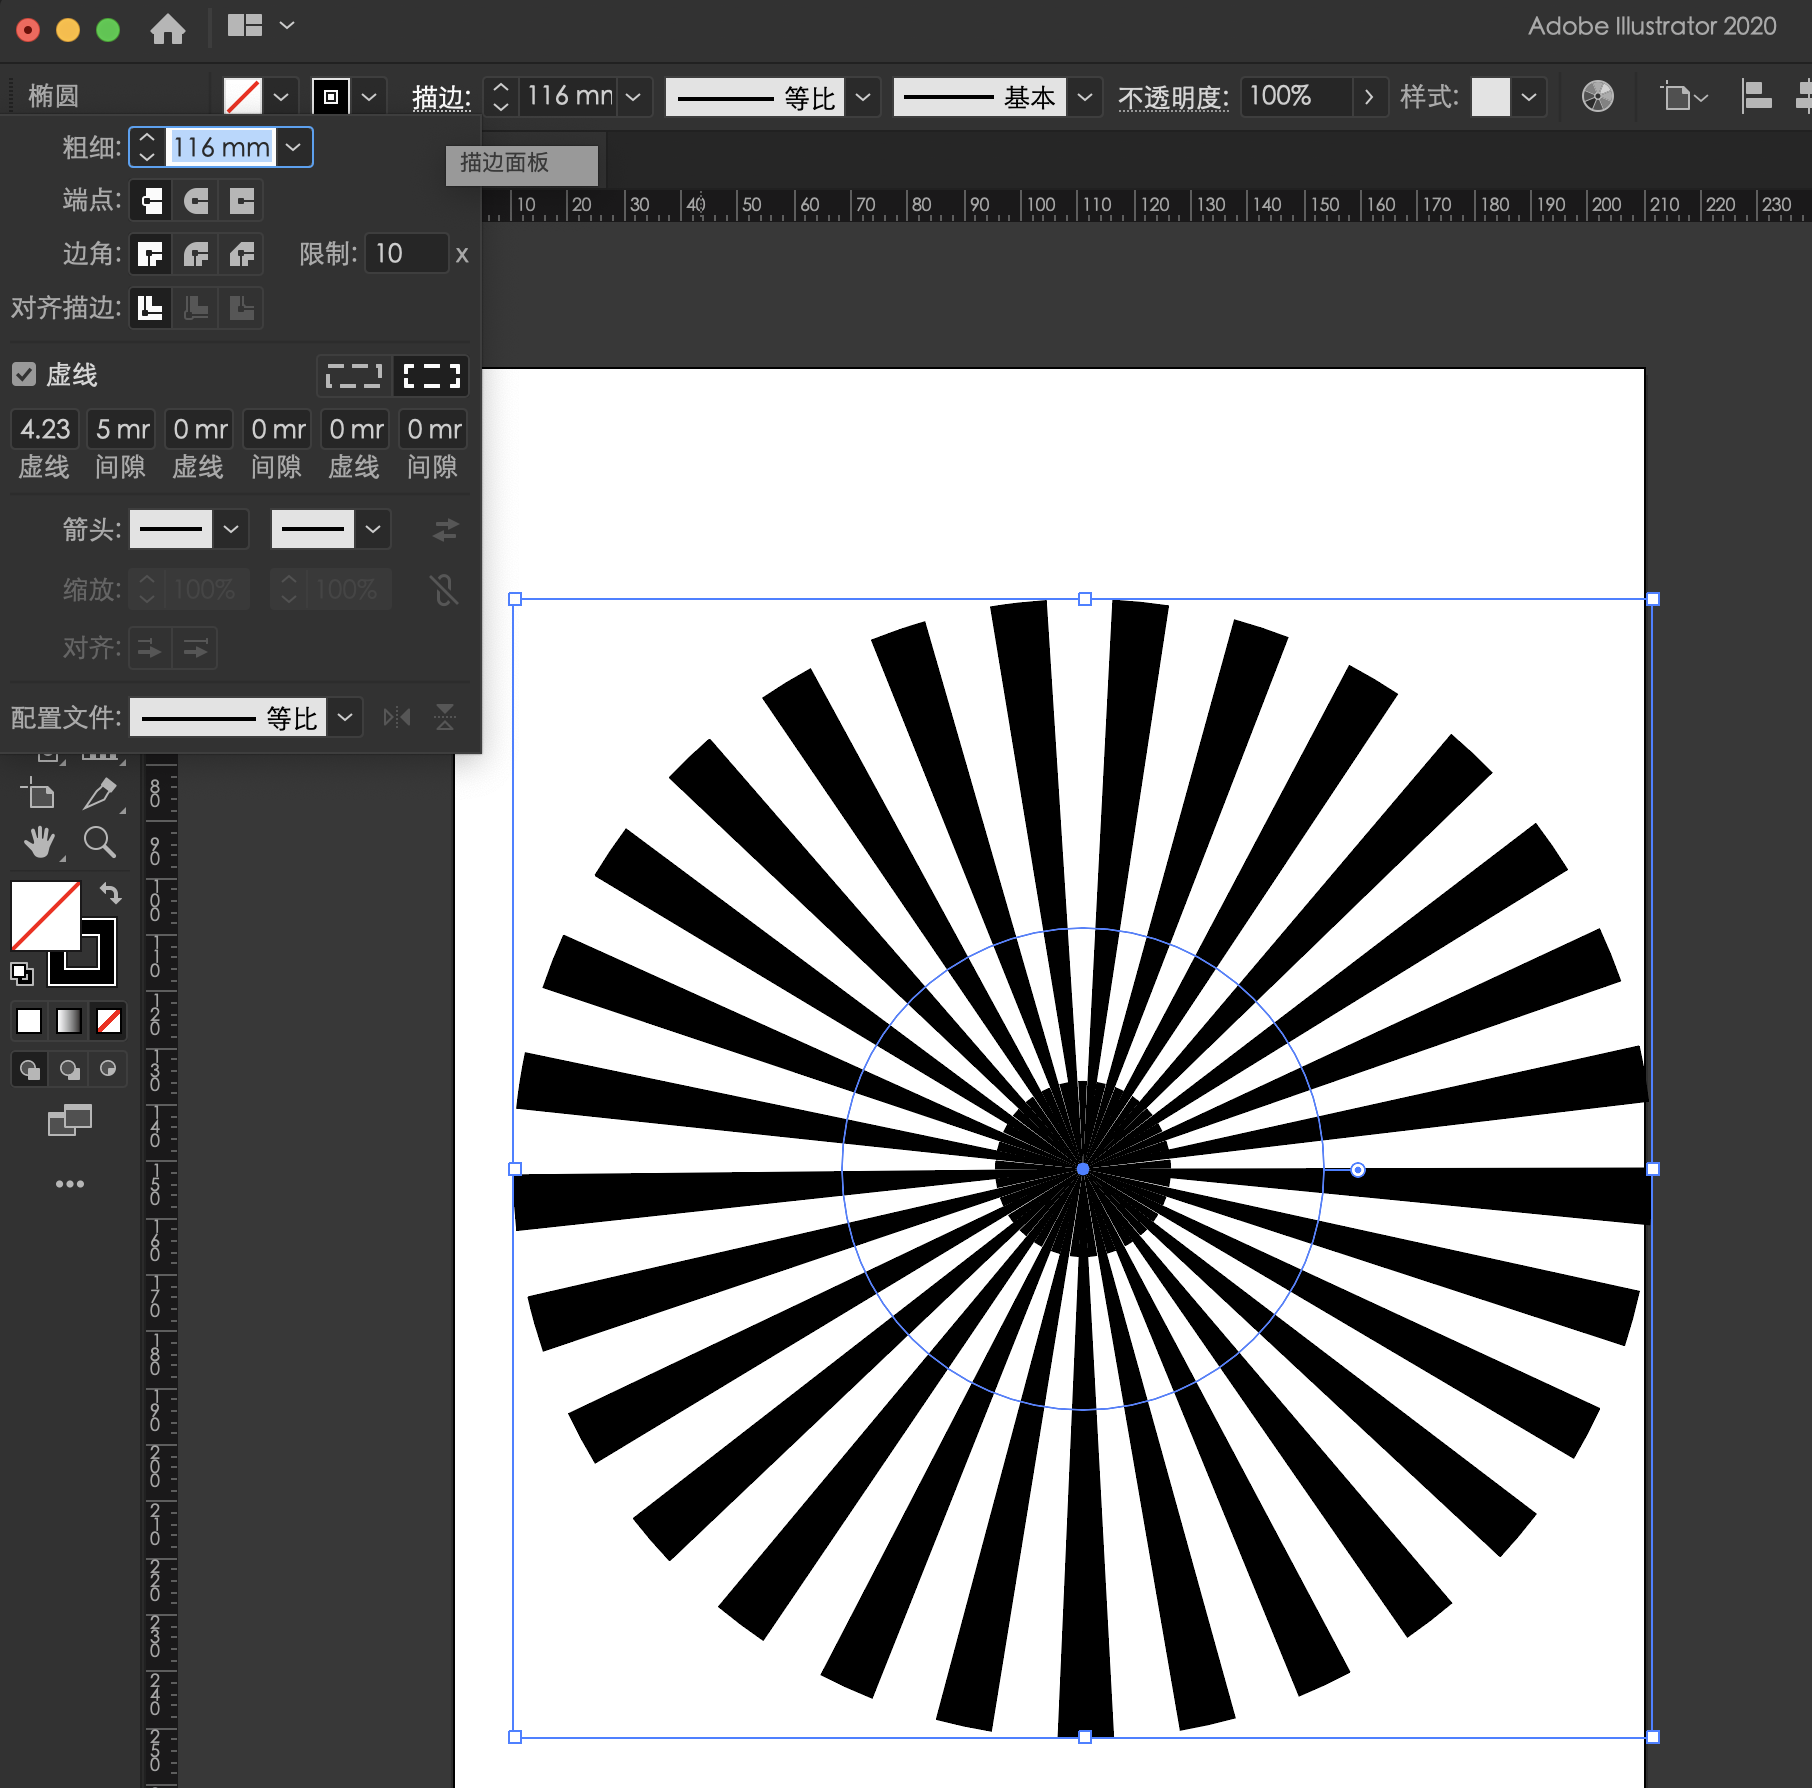 Adobe Illustrator 2020
椭圆 描边: 116 mm 等比 基本 不透明度: 100% 样式:
粗细: 116 mm
描边面板
端点:
边角: 限制: 10 x
对齐描边:
10 20 30 40 50 60 70 80 90 100 110 120 130 140 150 160 170 180 190 200 210 220 230
虚线
4.23 5 mr 0 mr 0 mr 0 mr 0 mr
虚线 间隙 虚线 间隙 虚线 间隙
箭头:
缩放: 100% 100%
对齐:
配置文件: 等比
80
90
100
110
120
130
140
150
160
170
180
190
200
210
220
230
240
250